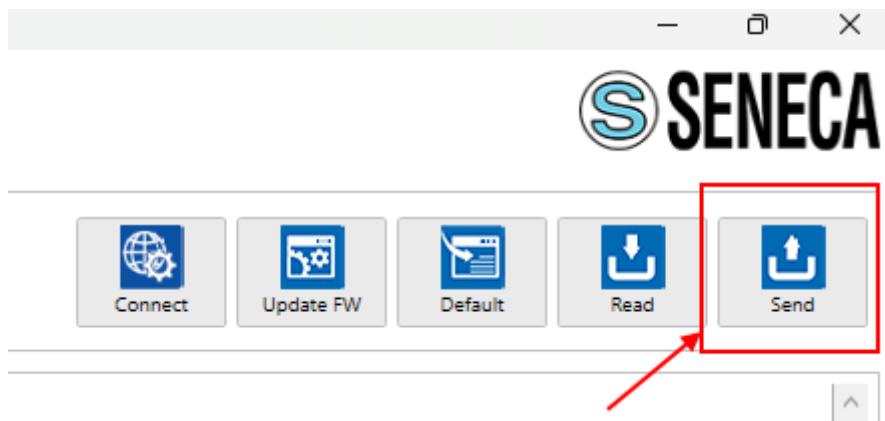 SENECA
Connect
Update FW
Default
Read
Send